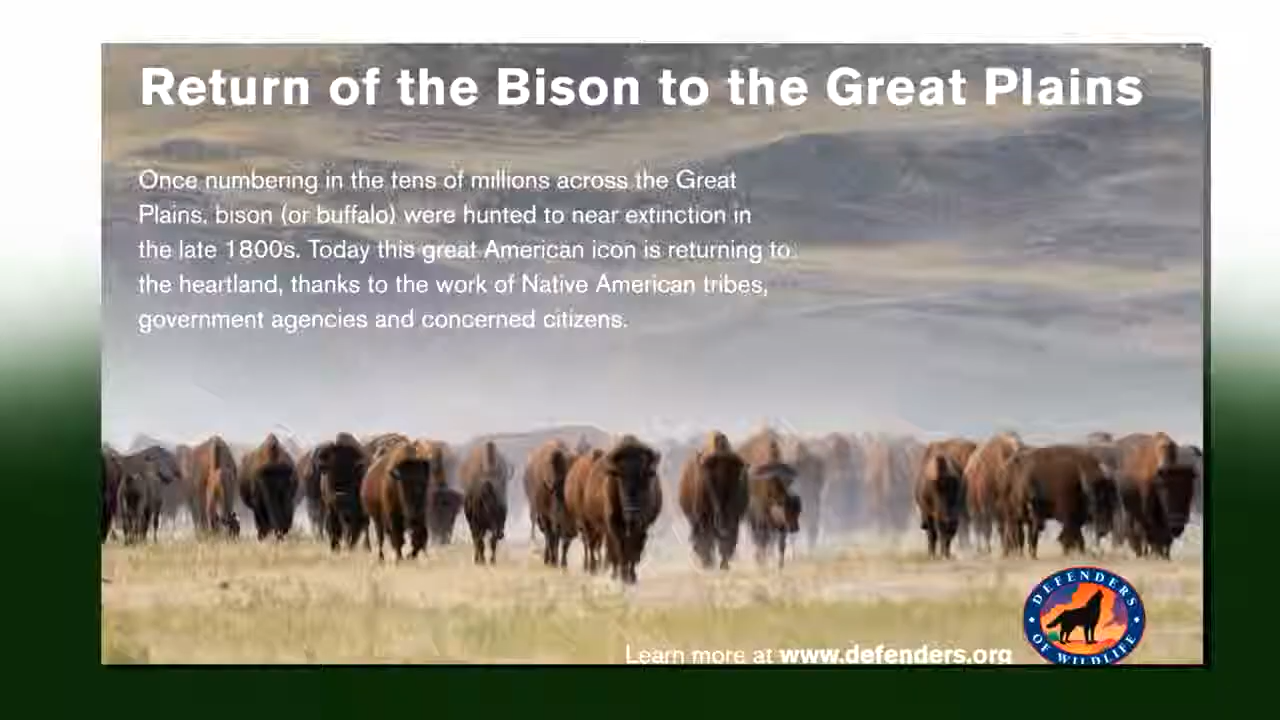 Return of the Bison to the Great Plains
Once numbering in the tens of millions across the Great
Plains, bison (or buffalo) were hunted to near extinction in
the late 1800s. Today this great American icon is returning to
the heartland, thanks to the work of Native American tribes,
government agencies and concerned citizens.
DEFENDERS
OF WILDLIFE
Learn more at www.defenders.org